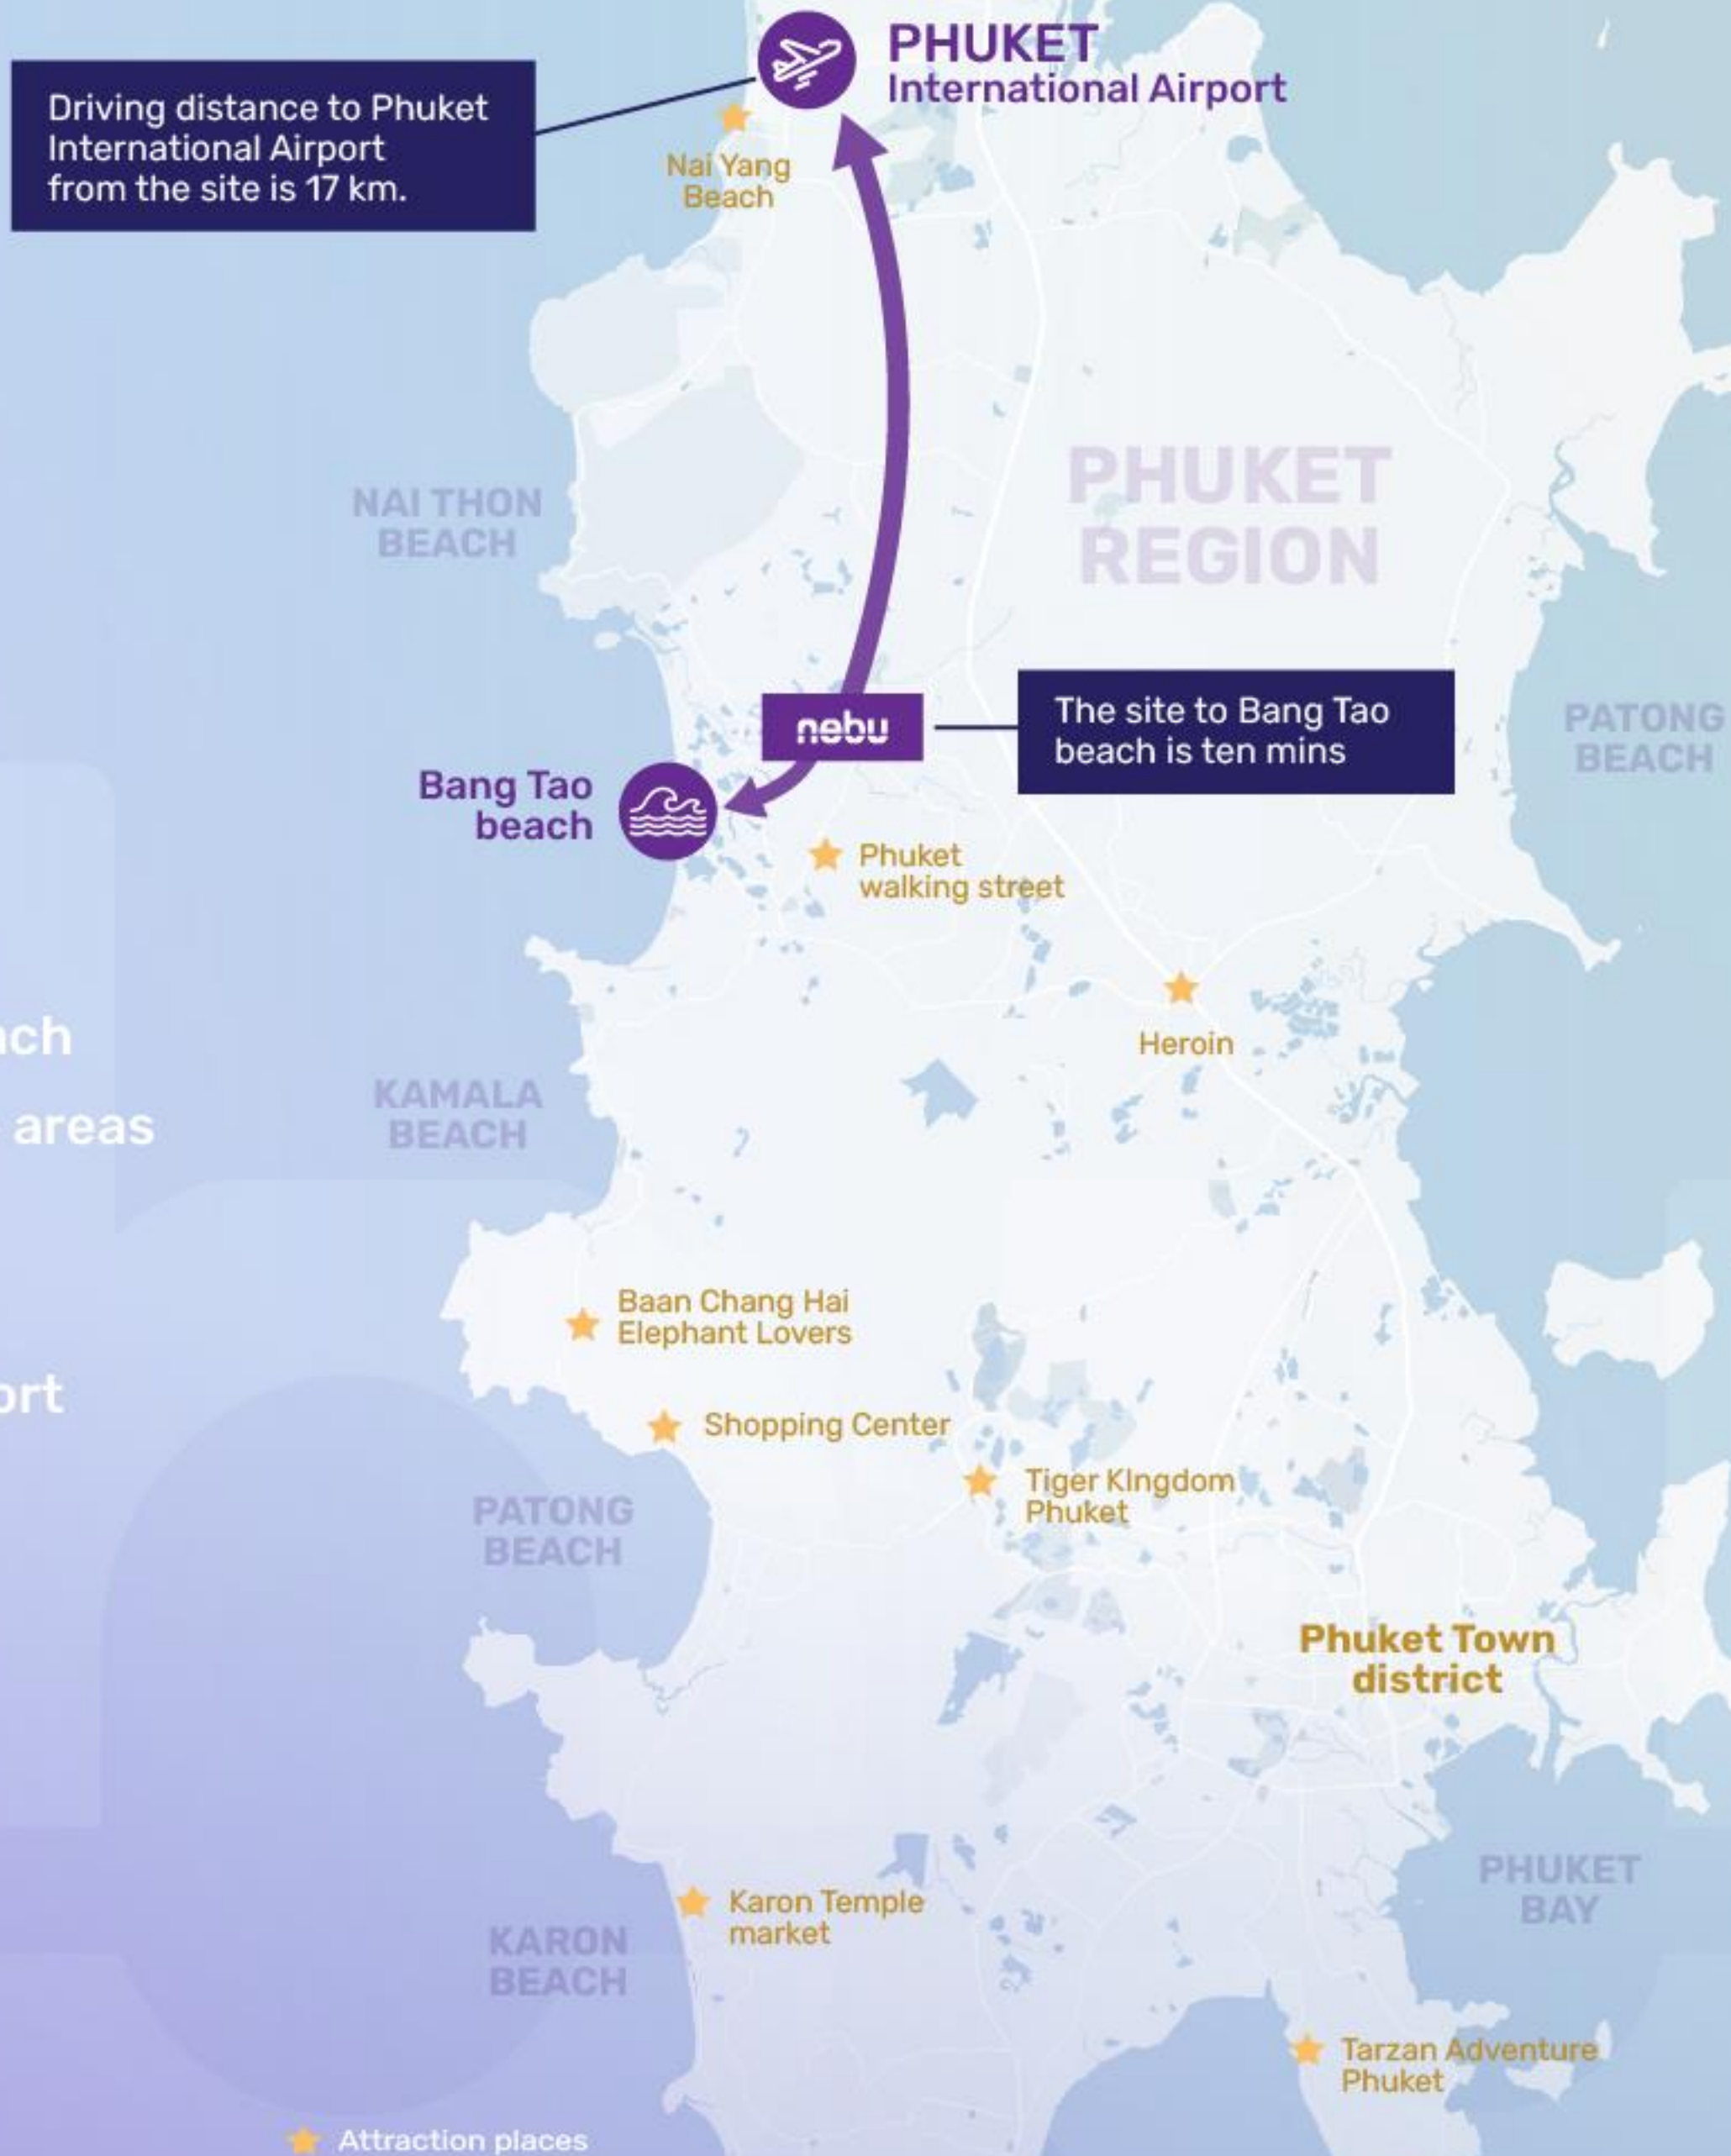 PHUKET
International Airport
Driving distance to Phuket
International Airport
from the site is 17 km.
Nai Yang
Beach
NAI THON
BEACH
PHUKET
REGION
nebu
The site to Bang Tao
beach is ten mins
PATONG
BEACH
Bang Tao
beach
Phuket
walking street
Heroin
ach
areas
KAMALA
BEACH
Baan Chang Hai
Elephant Lovers
ort
Shopping Center
Tiger KIngdom
Phuket
PATONG
BEACH
Phuket Town
district
PHUKET
BAY
Karon Temple
market
KARON
BEACH
Tarzan Adventure
Phuket
Attraction places